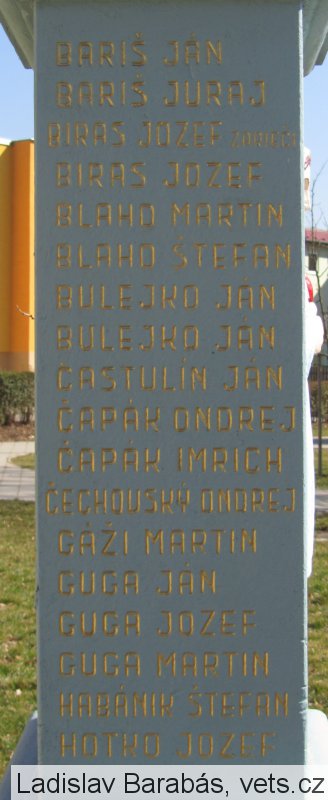 BARIŠ JÁN
BARIŠ JURAJ
BIRAS JOZEF
BIRAS JOZEF
BLAHO MARTIN
BLAHO ŠTEFAN
BULEJKO JÁN
BULEJKO JÁN
ČASTULÍN JÁN
ČAPÁK ONDREJ
ČAPÁK IMRICH
ČECHOUSKÝ ONDREJ
GÁŽI MARTIN
GUGA JÁN
GUGA JOZEF
GUGA MARTIN
HABÁNIK ŠTEFAN
HOTKO JOZEF
Ladislav Barabás, vets.cz